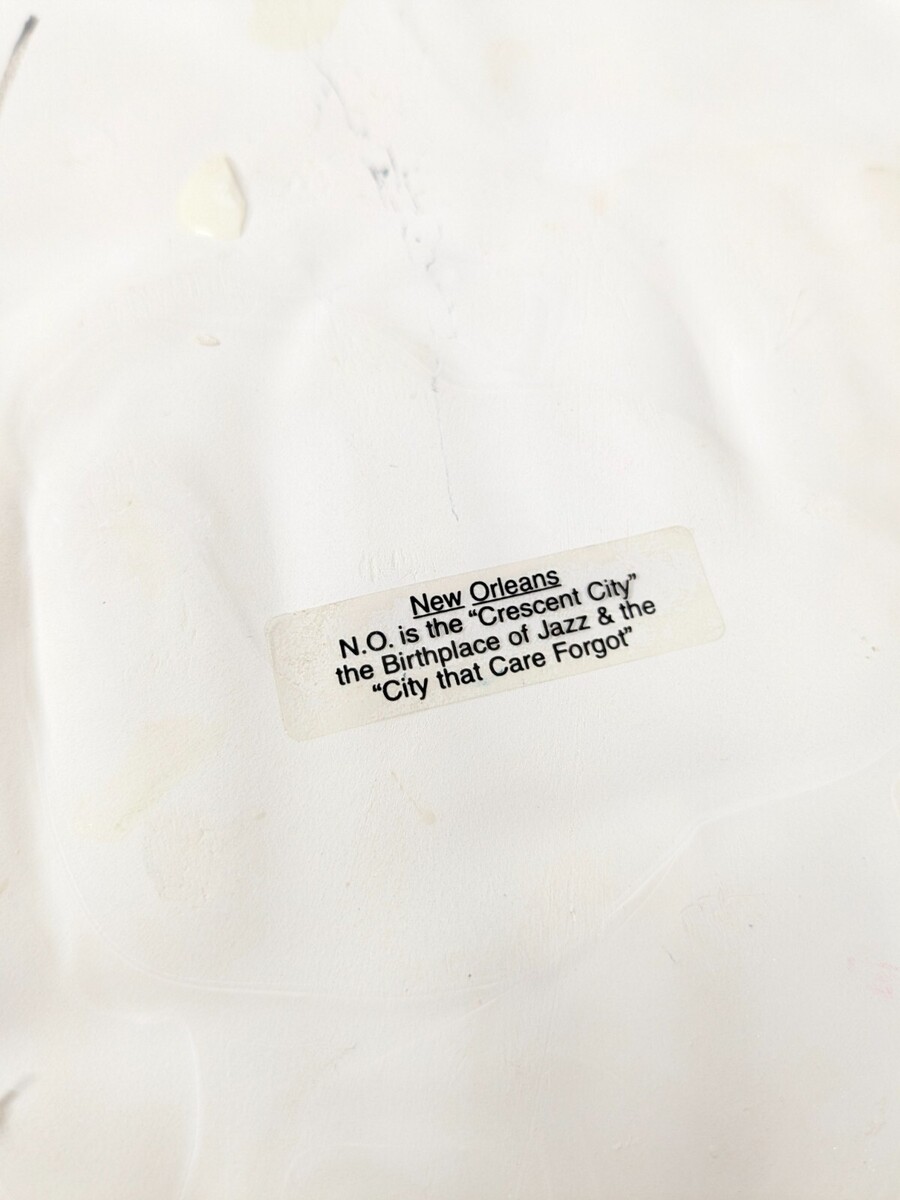 New Orleans
N.O. is the “Crescent City”
the Birthplace of Jazz & the
“City that Care Forgot”